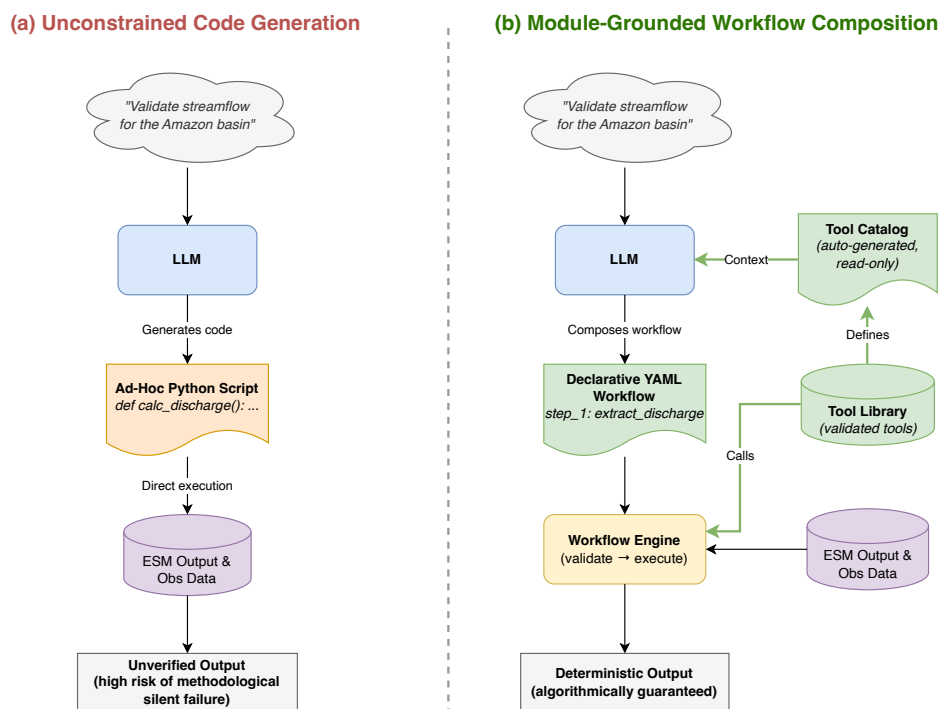 (a) Unconstrained Code Generation
"Validate streamflow
for the Amazon basin"
LLM
Generates code
Ad-Hoc Python Script
def calc_discharge(): ...
Direct execution
ESM Output &
Obs Data
Unverified Output
(high risk of methodological
silent failure)
(b) Module-Grounded Workflow Composition
"Validate streamflow
for the Amazon basin"
LLM
Context
Tool Catalog
(auto-generated,
read-only)
Composes workflow
Defines
Declarative YAML
Workflow
step_1: extract_discharge
Tool Library
(validated tools)
Calls
Workflow Engine
(validate → execute)
ESM Output &
Obs Data
Deterministic Output
(algorithmically guaranteed)